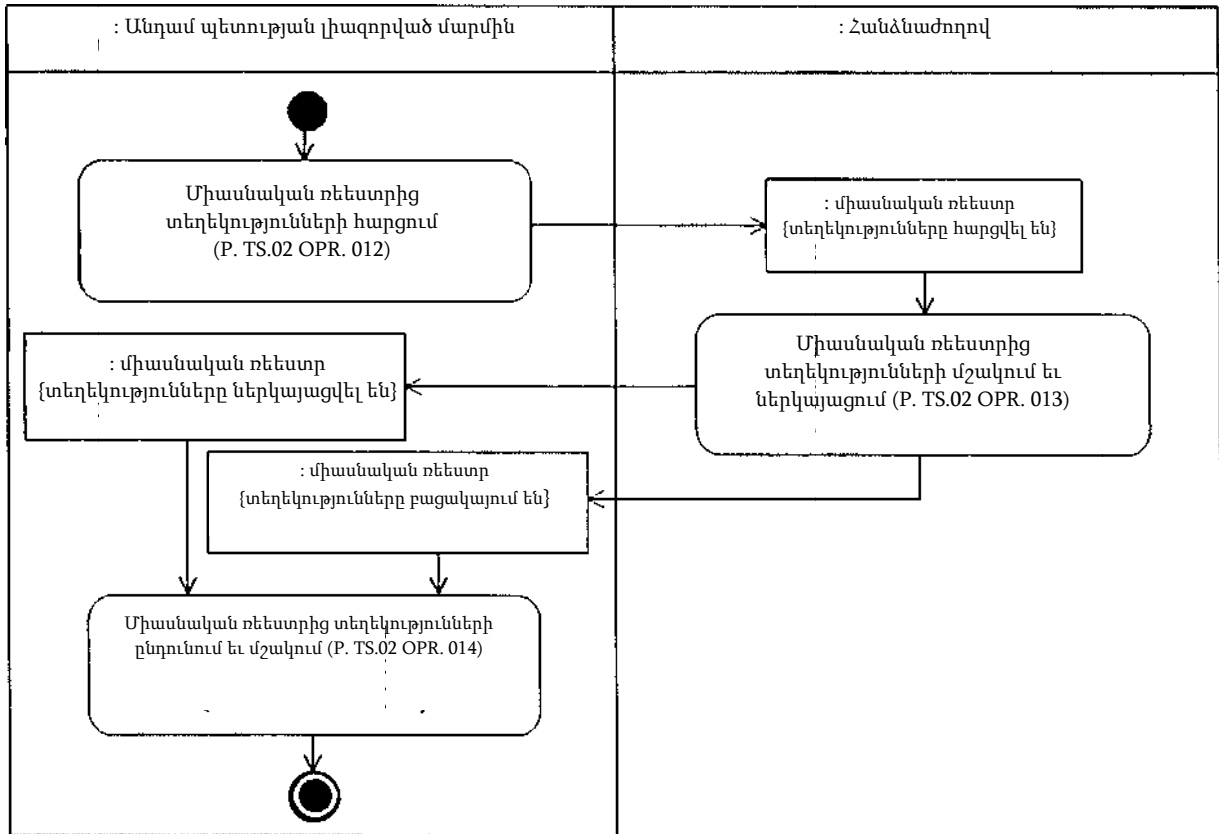 : Անդամ պետության լիազորված մարմին
: Հանձնաժողով
Միասնական ռեեստրից
տեղեկությունների հարցում
(P. TS.02 OPR. 012)
: միասնական ռեեստր
{տեղեկությունները հարցվել են}
Միասնական ռեեստրից
տեղեկությունների մշակում եւ
ներկայացում (P. TS.02 OPR. 013)
: միասնական ռեեստր
{տեղեկությունները ներկայացվել են}
: միասնական ռեեստր
{տեղեկությունները բացակայում են}
Միասնական ռեեստրից տեղեկությունների
ընդունում եւ մշակում (P. TS.02 OPR. 014)